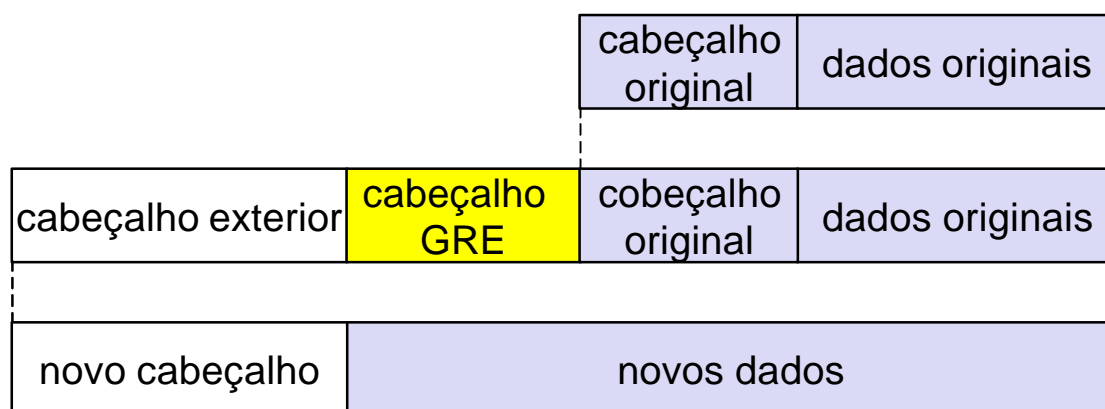 cabeçalho
original
dados originais
cabeçalho exterior
cabeçalho
GRE
cobeçalho
original
dados originais
novo cabeçalho
novos dados